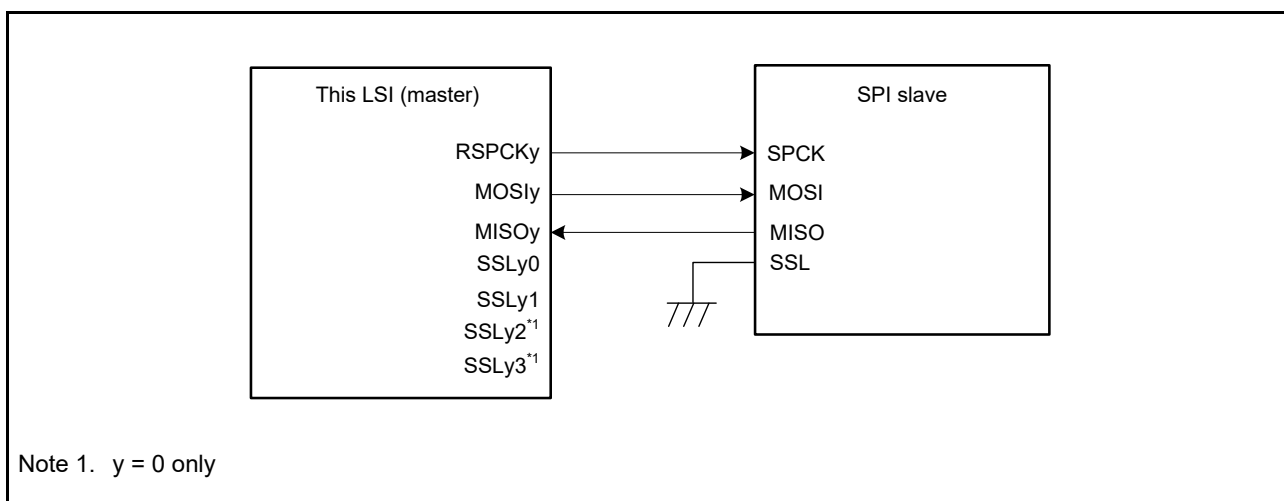 This LSI (master)
RSPCKy
MOSIy
MISOy
SSLy0
SSLy1
SSLy2*1
SSLy3*1
SPI slave
SPCK
MOSI
MISO
SSL
Note 1. y = 0 only